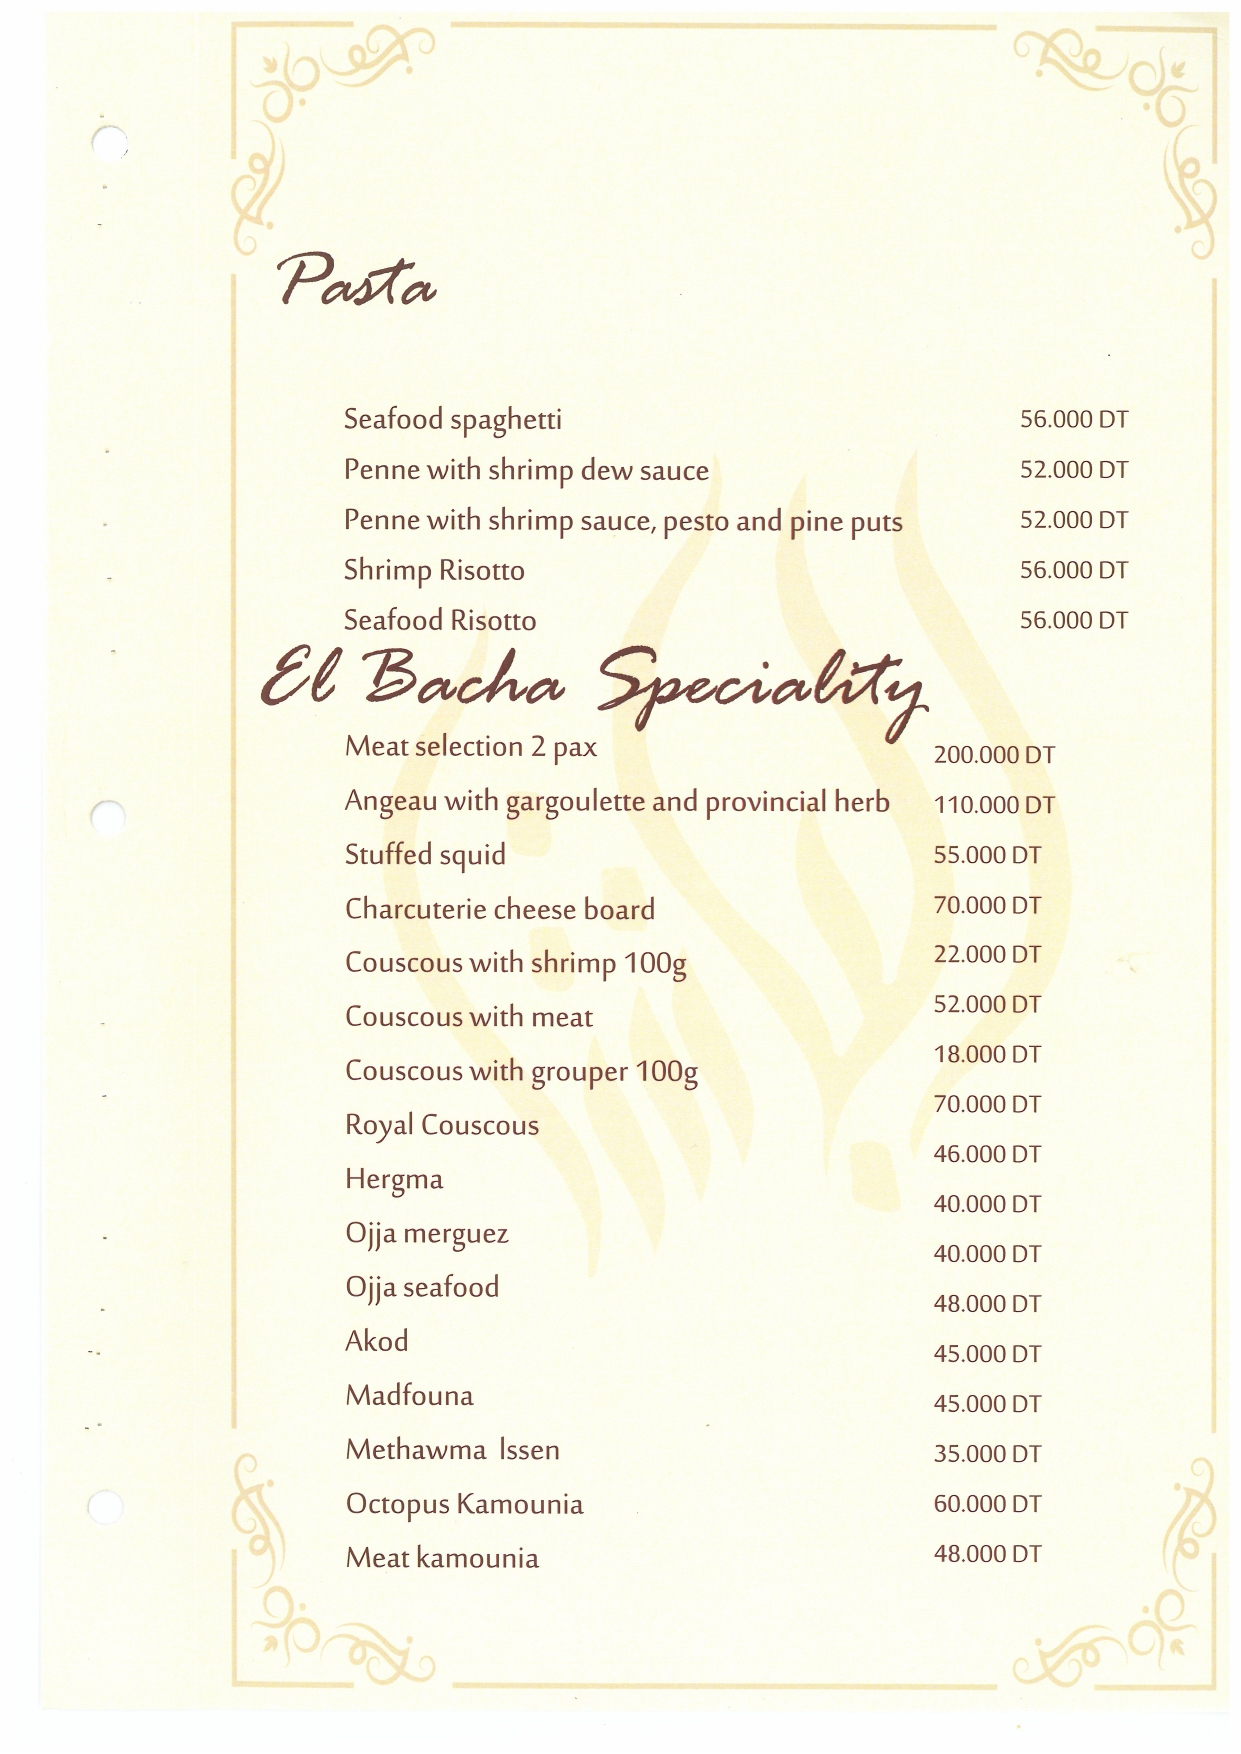 Pasta
Seafood spaghetti 56.000 DT
Penne with shrimp dew sauce 52.000 DT
Penne with shrimp sauce, pesto and pine puts 52.000 DT
Shrimp Risotto 56.000 DT
Seafood Risotto 56.000 DT
El Bacha Speciality
Meat selection 2 pax
Angeau with gargoulette and provincial herb
Stuffed squid
Charcuterie cheese board
Couscous with shrimp 100g
Couscous with meat
Couscous with grouper 100g
Royal Couscous
Hergma
Ojja merguez
Ojja seafood
Akod
Madfouna
Methawma Issen
Octopus Kamounia
Meat kamounia
200.000 DT
110.000 DT
55.000 DT
70.000 DT
22.000 DT
52.000 DT
18.000 DT
70.000 DT
46.000 DT
40.000 DT
40.000 DT
48.000 DT
45.000 DT
45.000 DT
35.000 DT
60.000 DT
48.000 DT